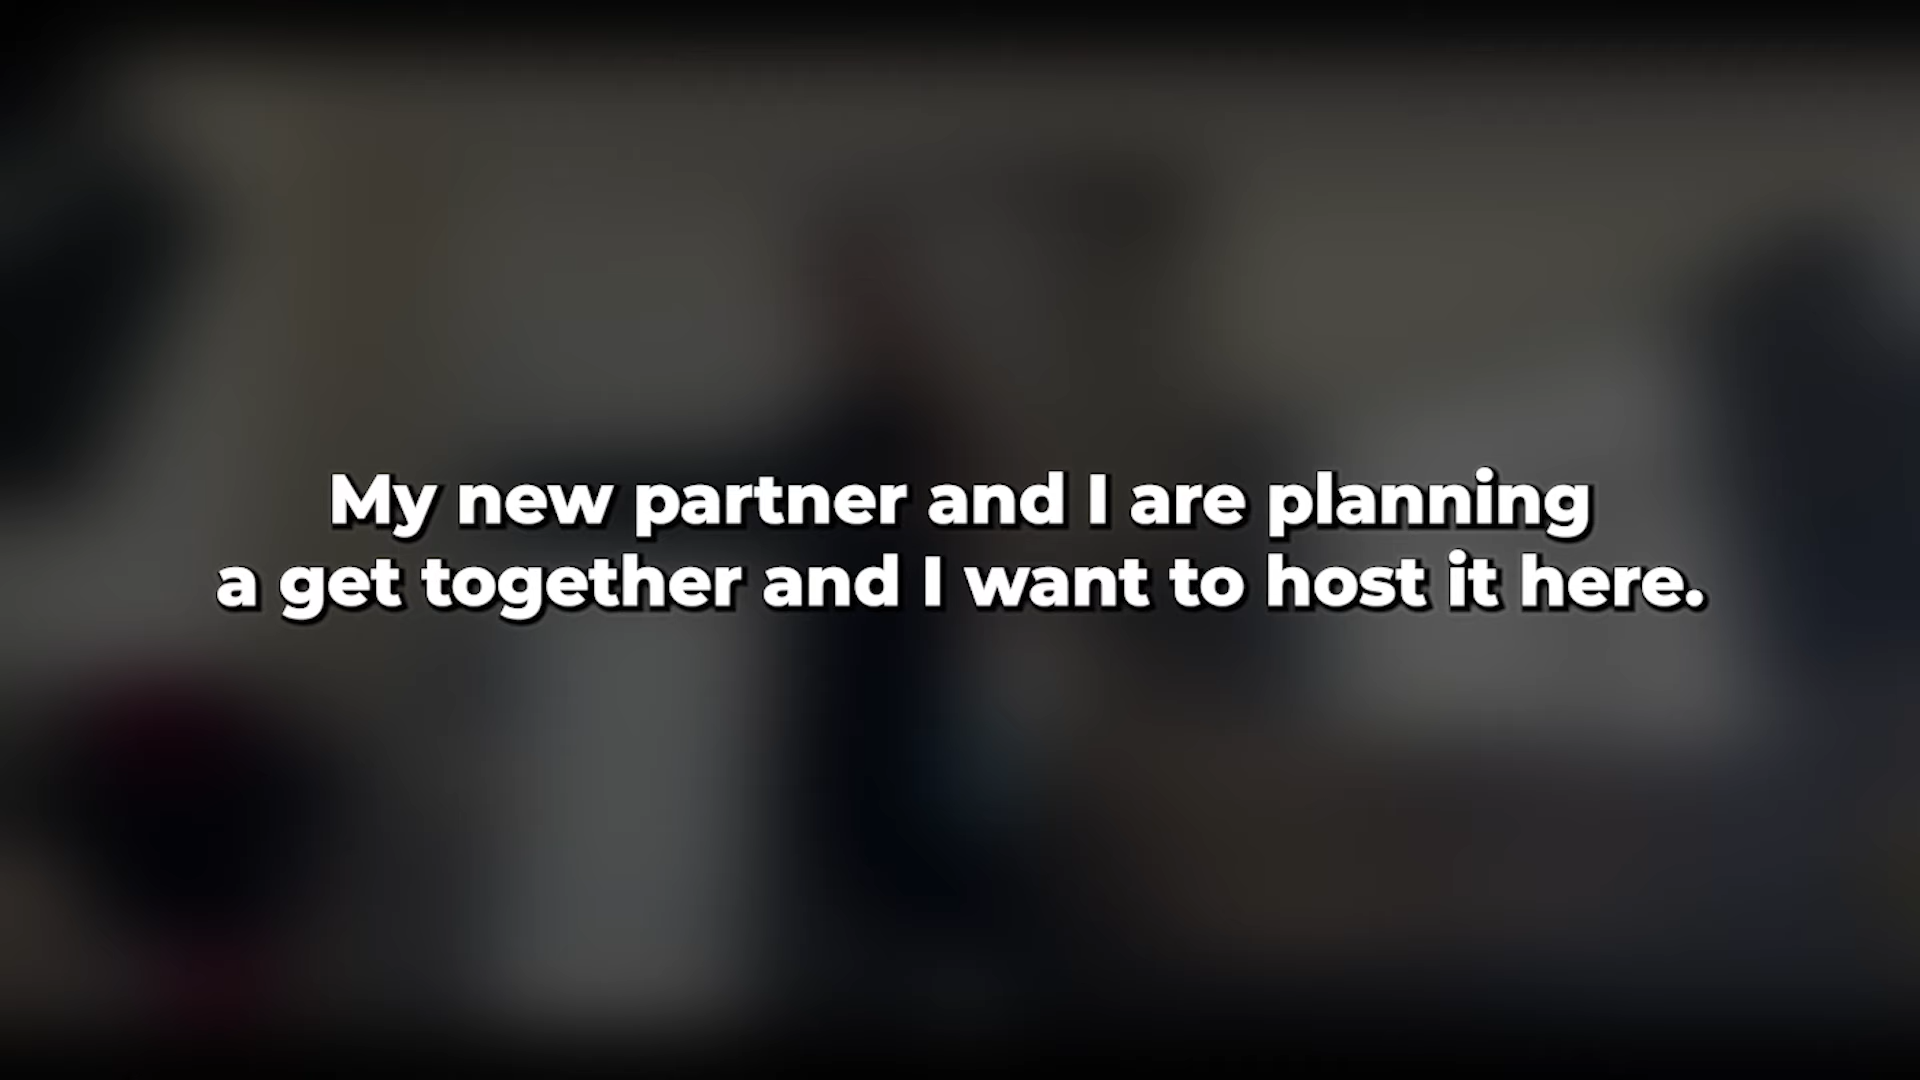 My new partner and I are planning
a get together and I want to host it here.